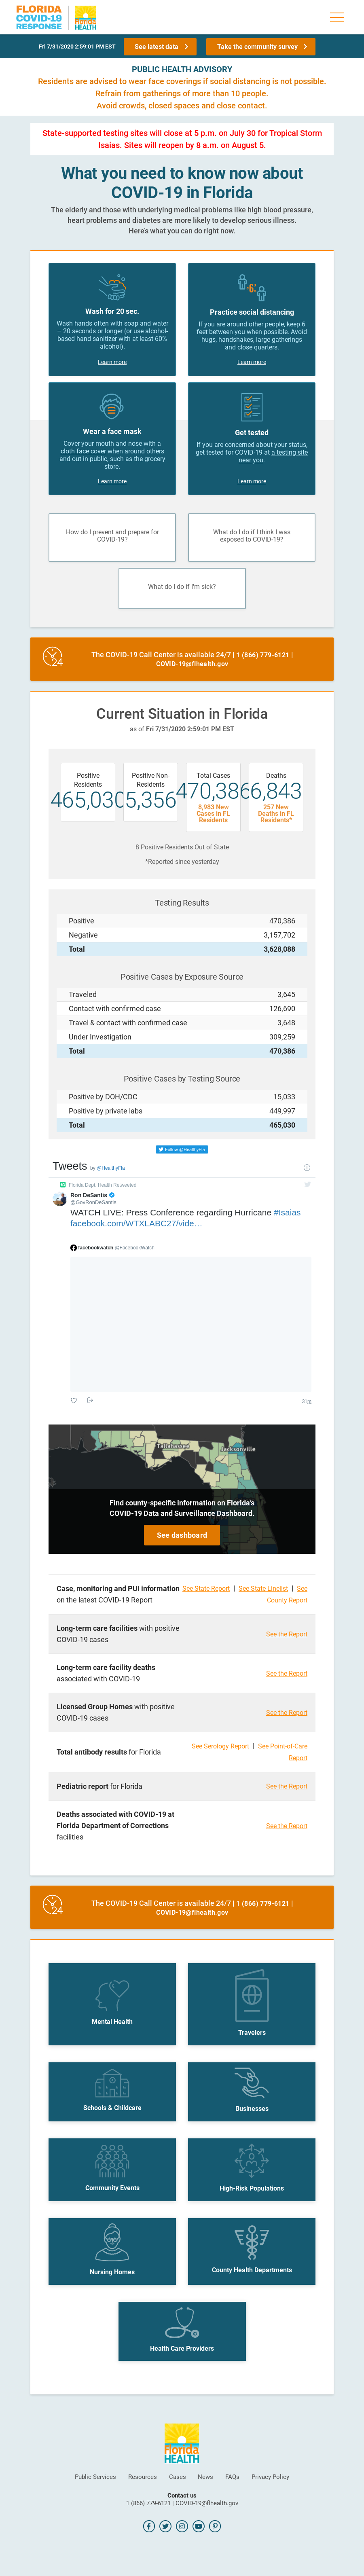 FLORIDA
COVID-19
RESPONSE
Florida
HEALTH
Fri 7/31/2020 2:59:01 PM EST
See latest data
Take the community survey
PUBLIC HEALTH ADVISORY
Residents are advised to wear face coverings if social distancing is not possible.
Refrain from gatherings of more than 10 people.
Avoid crowds, closed spaces and close contact.
State-supported testing sites will close at 5 p.m. on July 30 for Tropical Storm
Isaias. Sites will reopen by 8 a.m. on August 5.
What you need to know now about
COVID-19 in Florida
The elderly and those with underlying medical problems like high blood pressure,
heart problems and diabetes are more likely to develop serious illness.
Here's what you can do right now.
Wash for 20 sec.
Wash hands often with soap and water
– 20 seconds or longer (or use alcohol-
based hand sanitizer with at least 60%
alcohol).
Learn more
6'
Practice social distancing
If you are around other people, keep 6
feet between you when possible. Avoid
hugs, handshakes, large gatherings
and close quarters.
Learn more
Wear a face mask
Cover your mouth and nose with a
cloth face cover when around others
and out in public, such as the grocery
store.
Learn more
Get tested
If you are concerned about your status,
get tested for COVID-19 at a testing site
near you.
Learn more
How do I prevent and prepare for
COVID-19?
What do I do if I think I was
exposed to COVID-19?
What do I do if I'm sick?
24
The COVID-19 Call Center is available 24/7 | 1 (866) 779-6121 |
COVID-19@flhealth.gov
Current Situation in Florida
as of Fri 7/31/2020 2:59:01 PM EST
Positive
Residents
465,030
Positive Non-
Residents
5,356
Total Cases
470,386
8,983 New
Cases in FL
Residents
Deaths
6,843
257 New
Deaths in FL
Residents*
8 Positive Residents Out of State
*Reported since yesterday
Testing Results
Positive 470,386
Negative 3,157,702
Total 3,628,088
Positive Cases by Exposure Source
Traveled 3,645
Contact with confirmed case 126,690
Travel & contact with confirmed case 3,648
Under Investigation 309,259
Total 470,386
Positive Cases by Testing Source
Positive by DOH/CDC 15,033
Positive by private labs 449,997
Total 465,030
Follow @HealthyFla
Tweets by @HealthyFla
Florida Dept. Health Retweeted
Ron DeSantis
@GovRonDeSantis
WATCH LIVE: Press Conference regarding Hurricane #Isaias
facebook.com/WTXLABC27/vide…
facebookwatch @FacebookWatch
Tallahassee
Jacksonville
Find county-specific information on Florida's
COVID-19 Data and Surveillance Dashboard.
See dashboard
Case, monitoring and PUI information
on the latest COVID-19 Report
See State Report | See State Linelist | See
County Report
Long-term care facilities with positive
COVID-19 cases
See the Report
Long-term care facility deaths
associated with COVID-19
See the Report
Licensed Group Homes with positive
COVID-19 cases
See the Report
Total antibody results for Florida
See Serology Report | See Point-of-Care
Report
Pediatric report for Florida
See the Report
Deaths associated with COVID-19 at
Florida Department of Corrections
facilities
See the Report
24
The COVID-19 Call Center is available 24/7 | 1 (866) 779-6121 |
COVID-19@flhealth.gov
Mental Health
Travelers
Schools & Childcare
Businesses
Community Events
High-Risk Populations
Nursing Homes
County Health Departments
Health Care Providers
Florida
HEALTH
Public Services
Resources
Cases
News
FAQs
Privacy Policy
Contact us
1 (866) 779-6121 | COVID-19@flhealth.gov